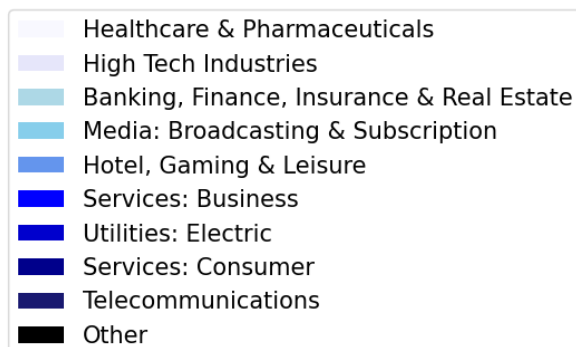 Healthcare & Pharmaceuticals
High Tech Industries
Banking, Finance, Insurance & Real Estate
Media: Broadcasting & Subscription
Hotel, Gaming & Leisure
Services: Business
Utilities: Electric
Services: Consumer
Telecommunications
Other